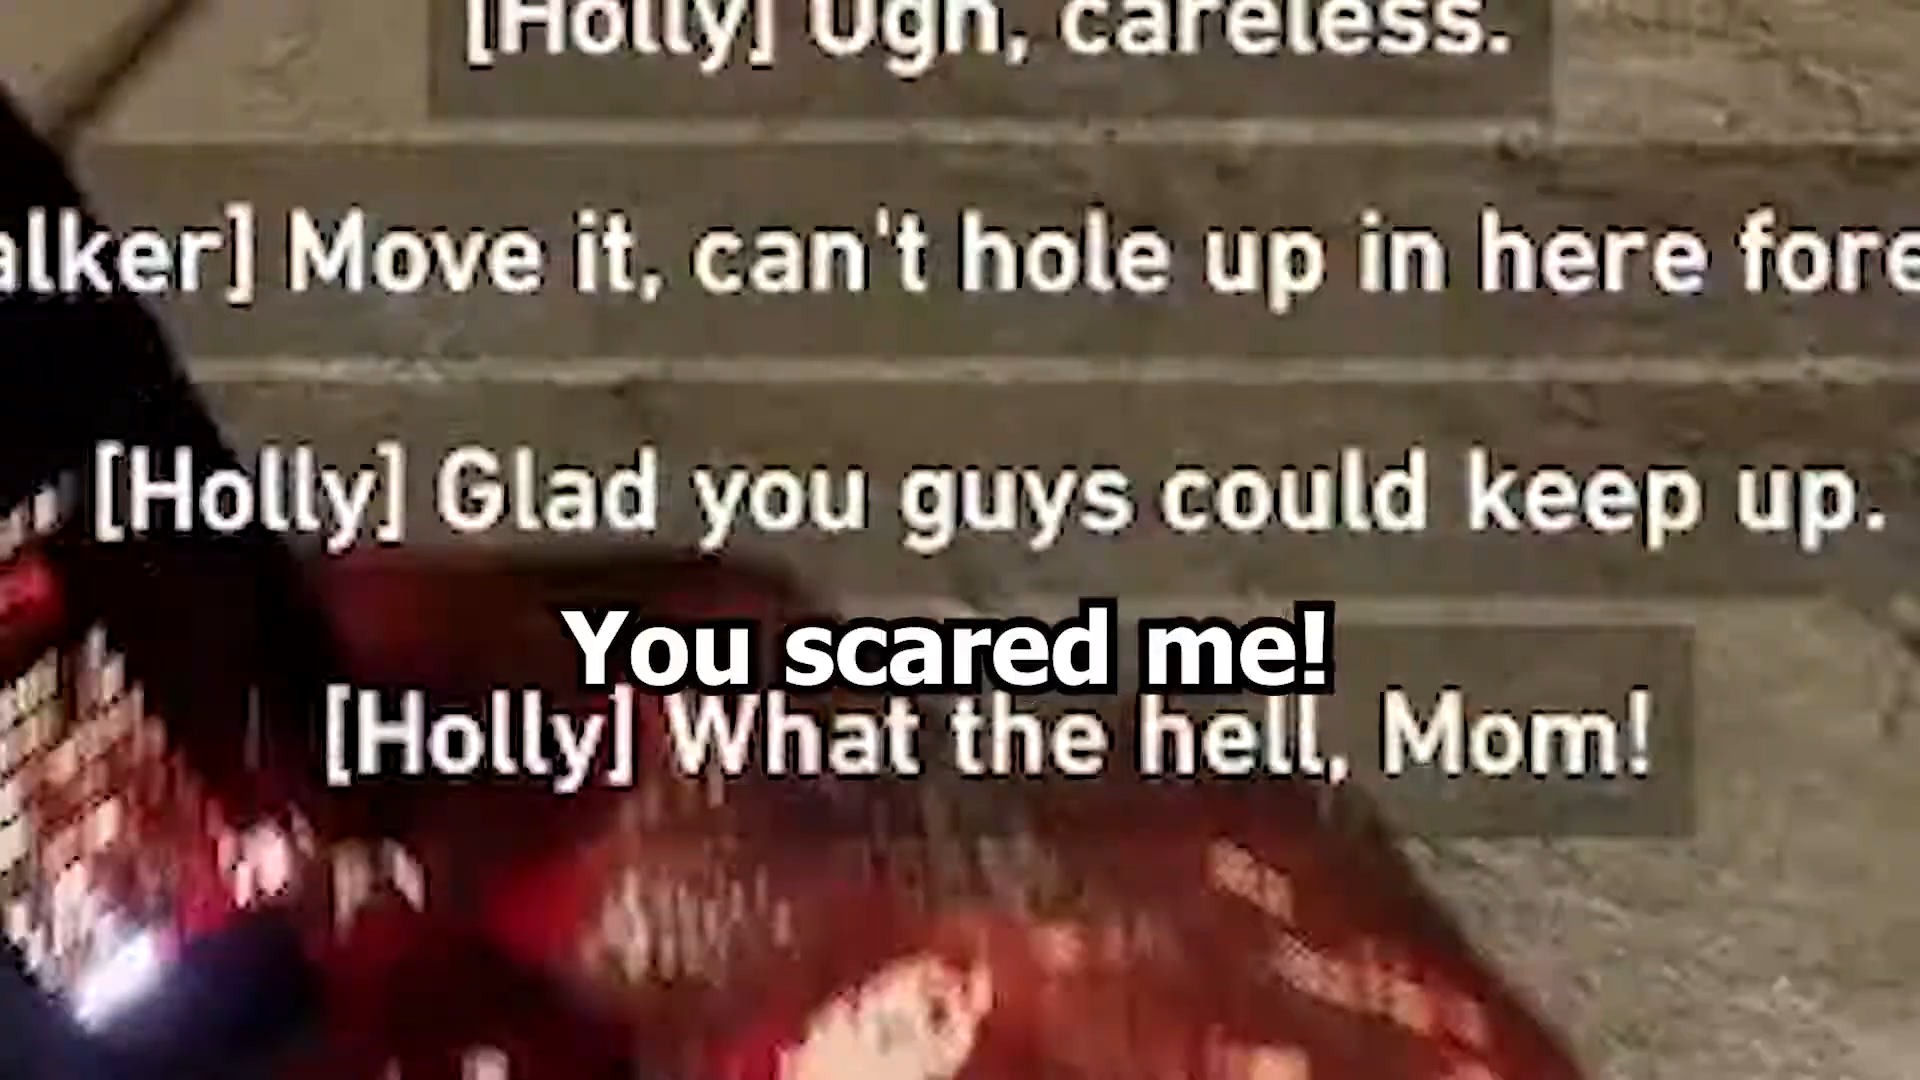 [Holly] Ugh, careless.
alker] Move it, can't hole up in here fore
[Holly] Glad you guys could keep up.
You scared me!
[Holly] What the hell, Mom!